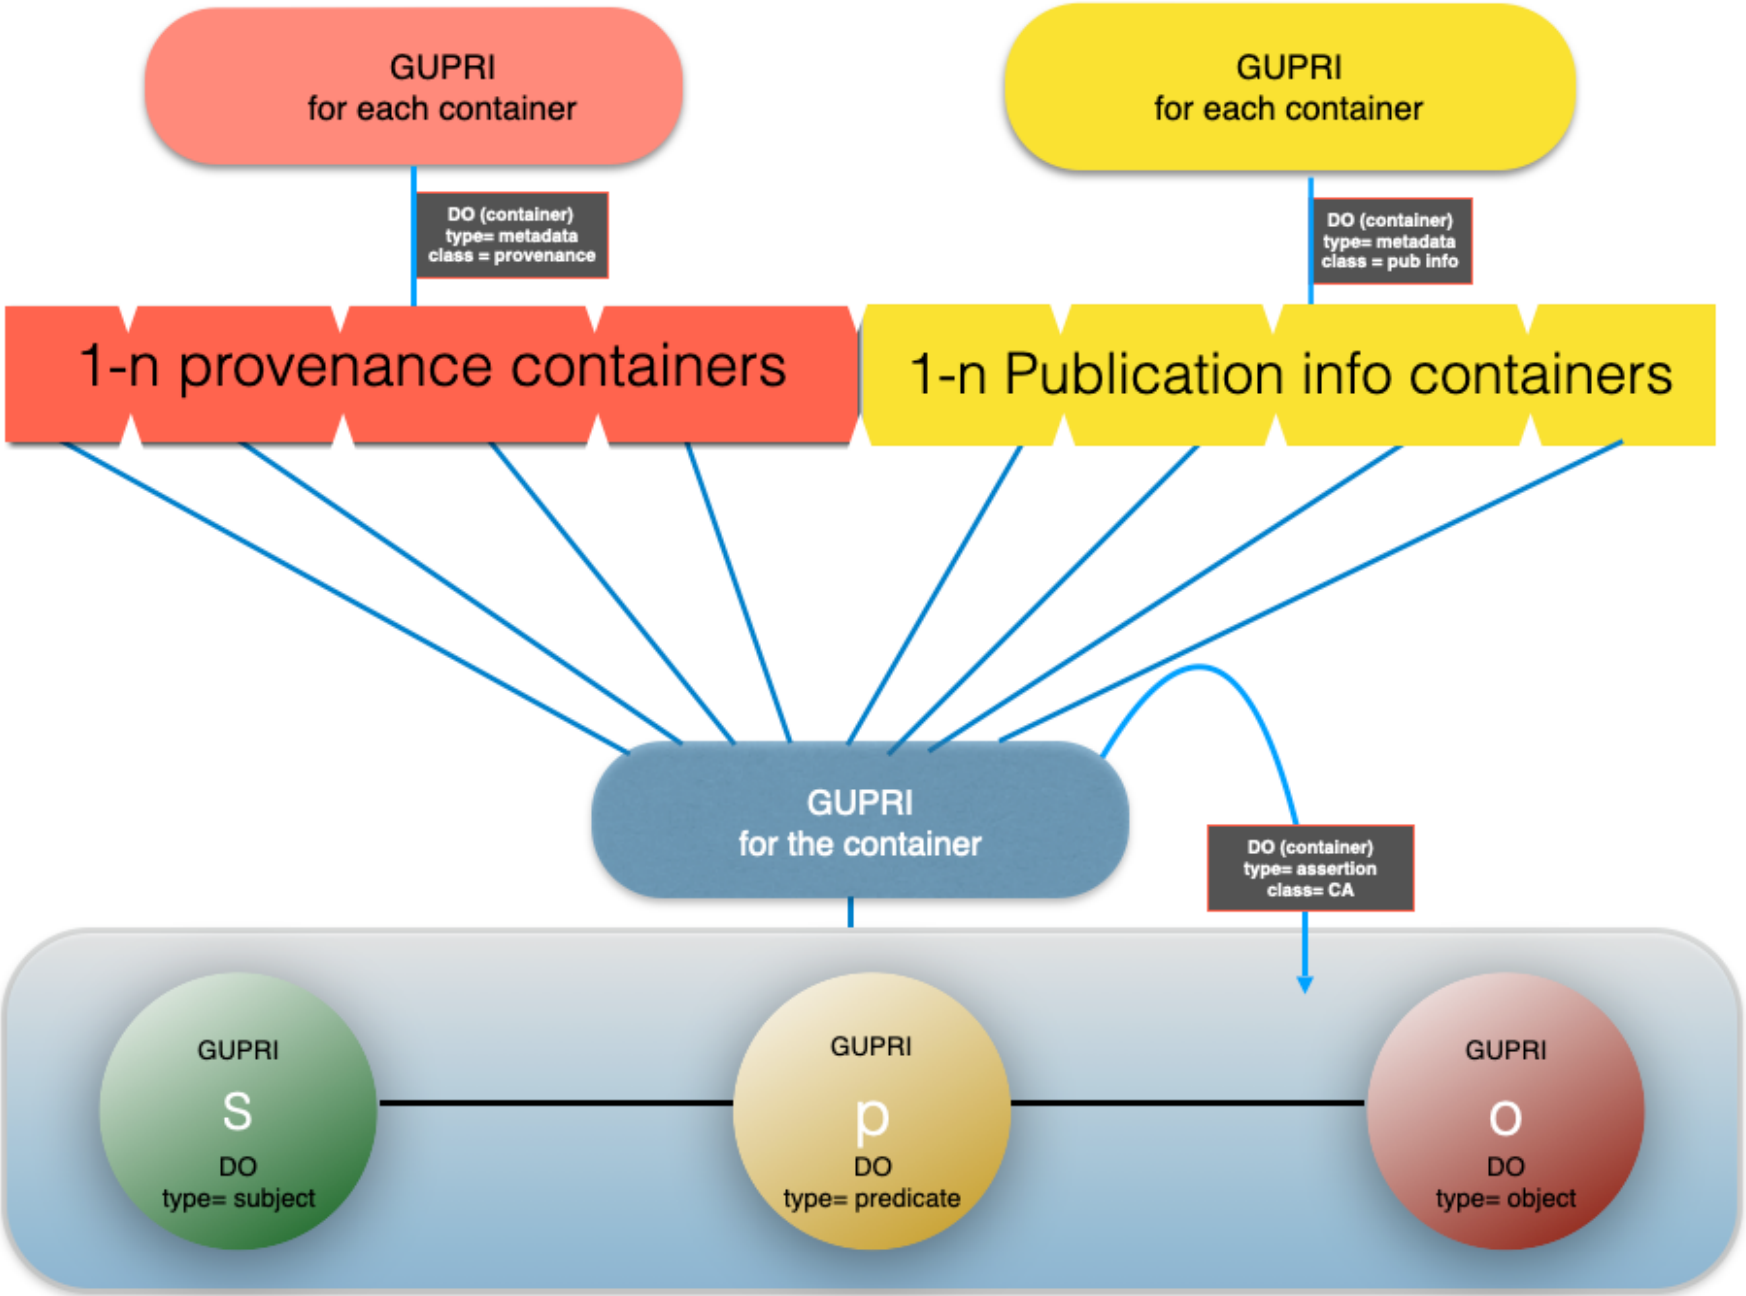 GUPRI
for each container
GUPRI
for each container
DO (container)
type= metadata
class = provenance
DO (container)
type= metadata
class = pub info
1-n provenance containers
1-n Publication info containers
GUPRI
for the container
DO (container)
type= assertion
class= CA
GUPRI
S
DO
type= subject
GUPRI
p
DO
type= predicate
GUPRI
o
DO
type= object